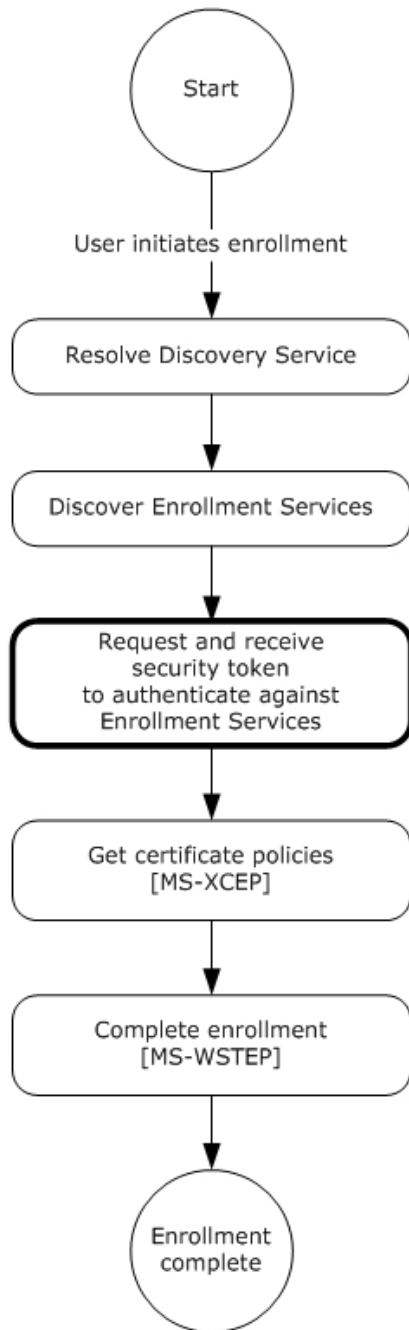 Start
User initiates enrollment
Resolve Discovery Service
Discover Enrollment Services
Request and receive
security token
to authenticate against
Enrollment Services
Get certificate policies
[MS-XCEP]
Complete enrollment
[MS-WSTEP]
Enrollment
complete